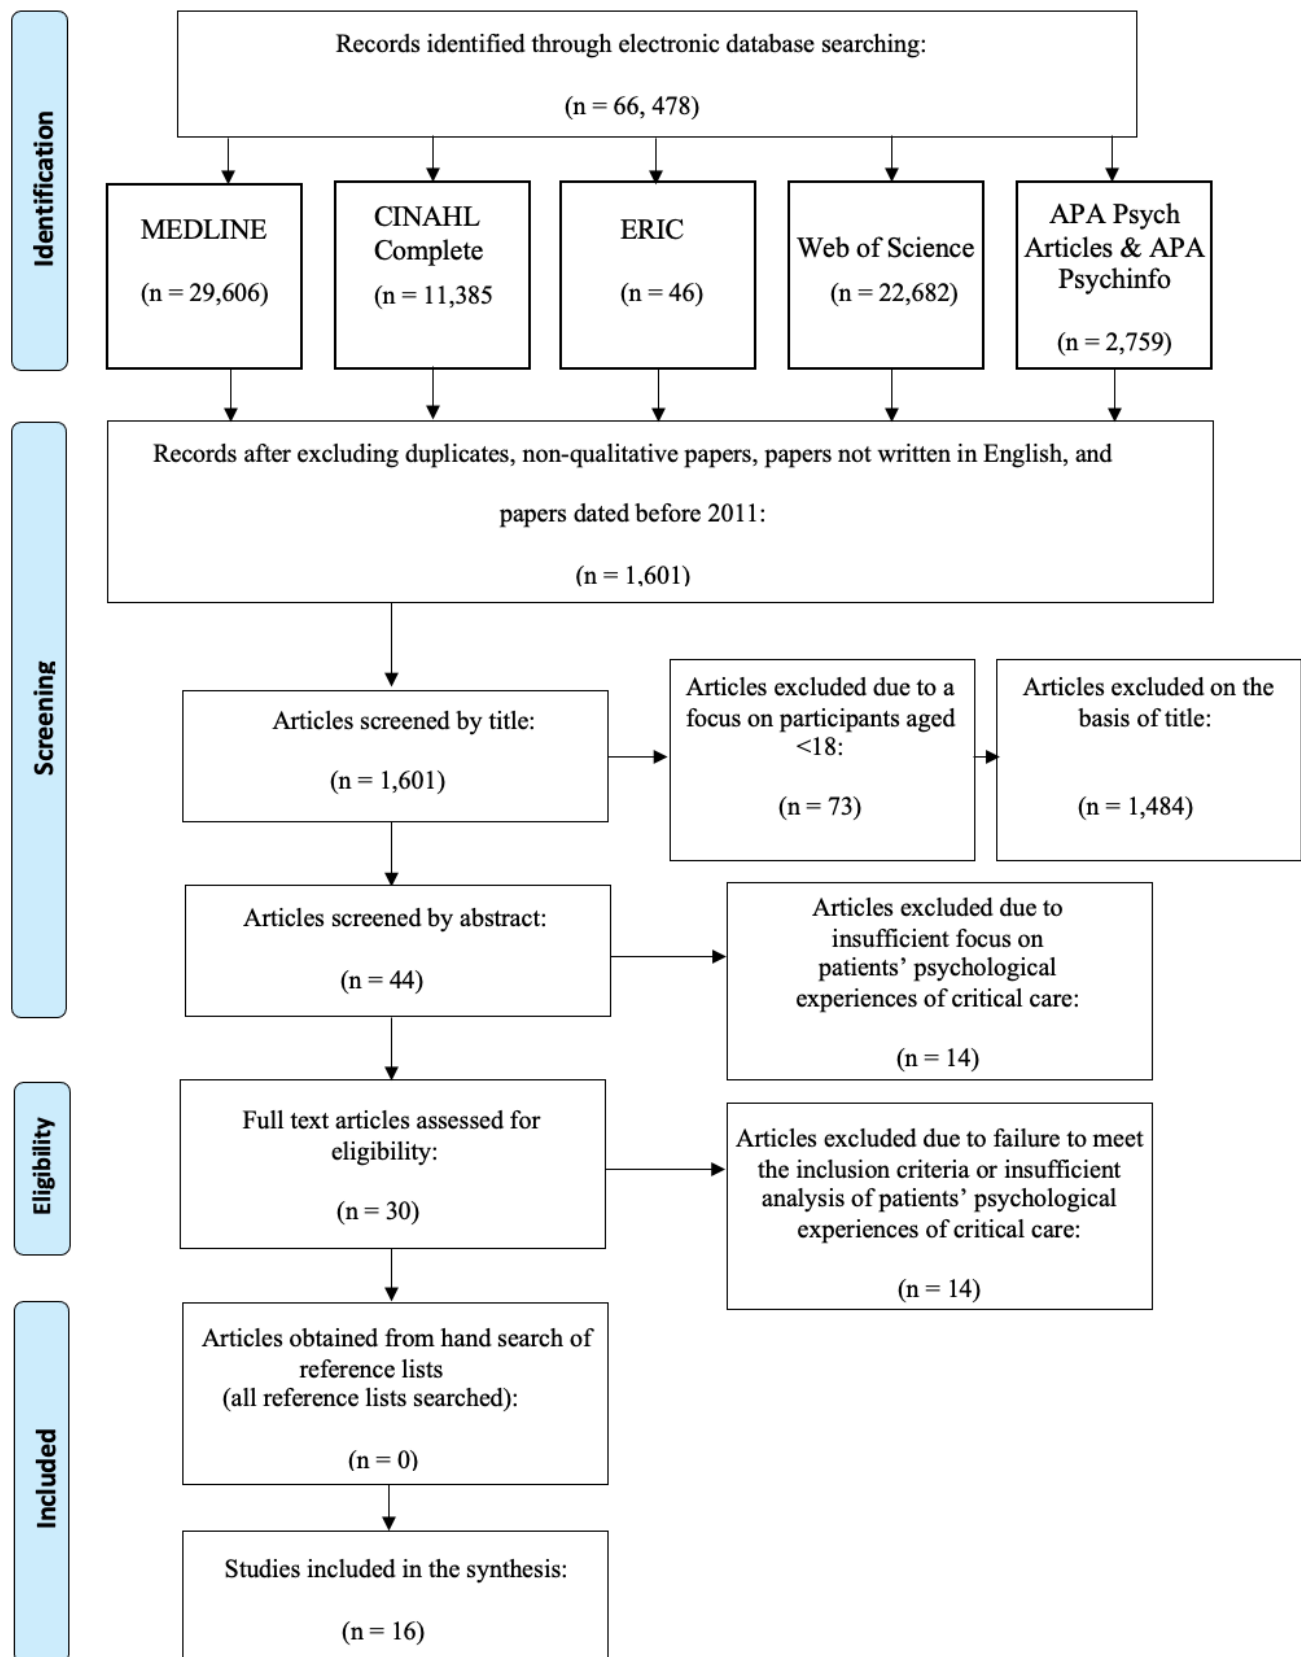 Identification
Records identified through electronic database searching:
(n = 66, 478)
MEDLINE
(n = 29,606)
CINAHL
Complete
(n = 11,385
ERIC
(n = 46)
Web of Science
(n = 22,682)
APA Psych
Articles & APA
Psychinfo
(n = 2,759)
Screening
Records after excluding duplicates, non-qualitative papers, papers not written in English, and
papers dated before 2011:
(n = 1,601)
Articles screened by title:
(n = 1,601)
Articles excluded due to a
focus on participants aged
<18:
(n = 73)
Articles excluded on the
basis of title:
(n = 1,484)
Articles screened by abstract:
(n = 44)
Articles excluded due to
insufficient focus on
patients’ psychological
experiences of critical care:
(n = 14)
Eligibility
Full text articles assessed for
eligibility:
(n = 30)
Articles excluded due to failure to meet
the inclusion criteria or insufficient
analysis of patients’ psychological
experiences of critical care:
(n = 14)
Included
Articles obtained from hand search of
reference lists
(all reference lists searched):
(n = 0)
Studies included in the synthesis:
(n = 16)